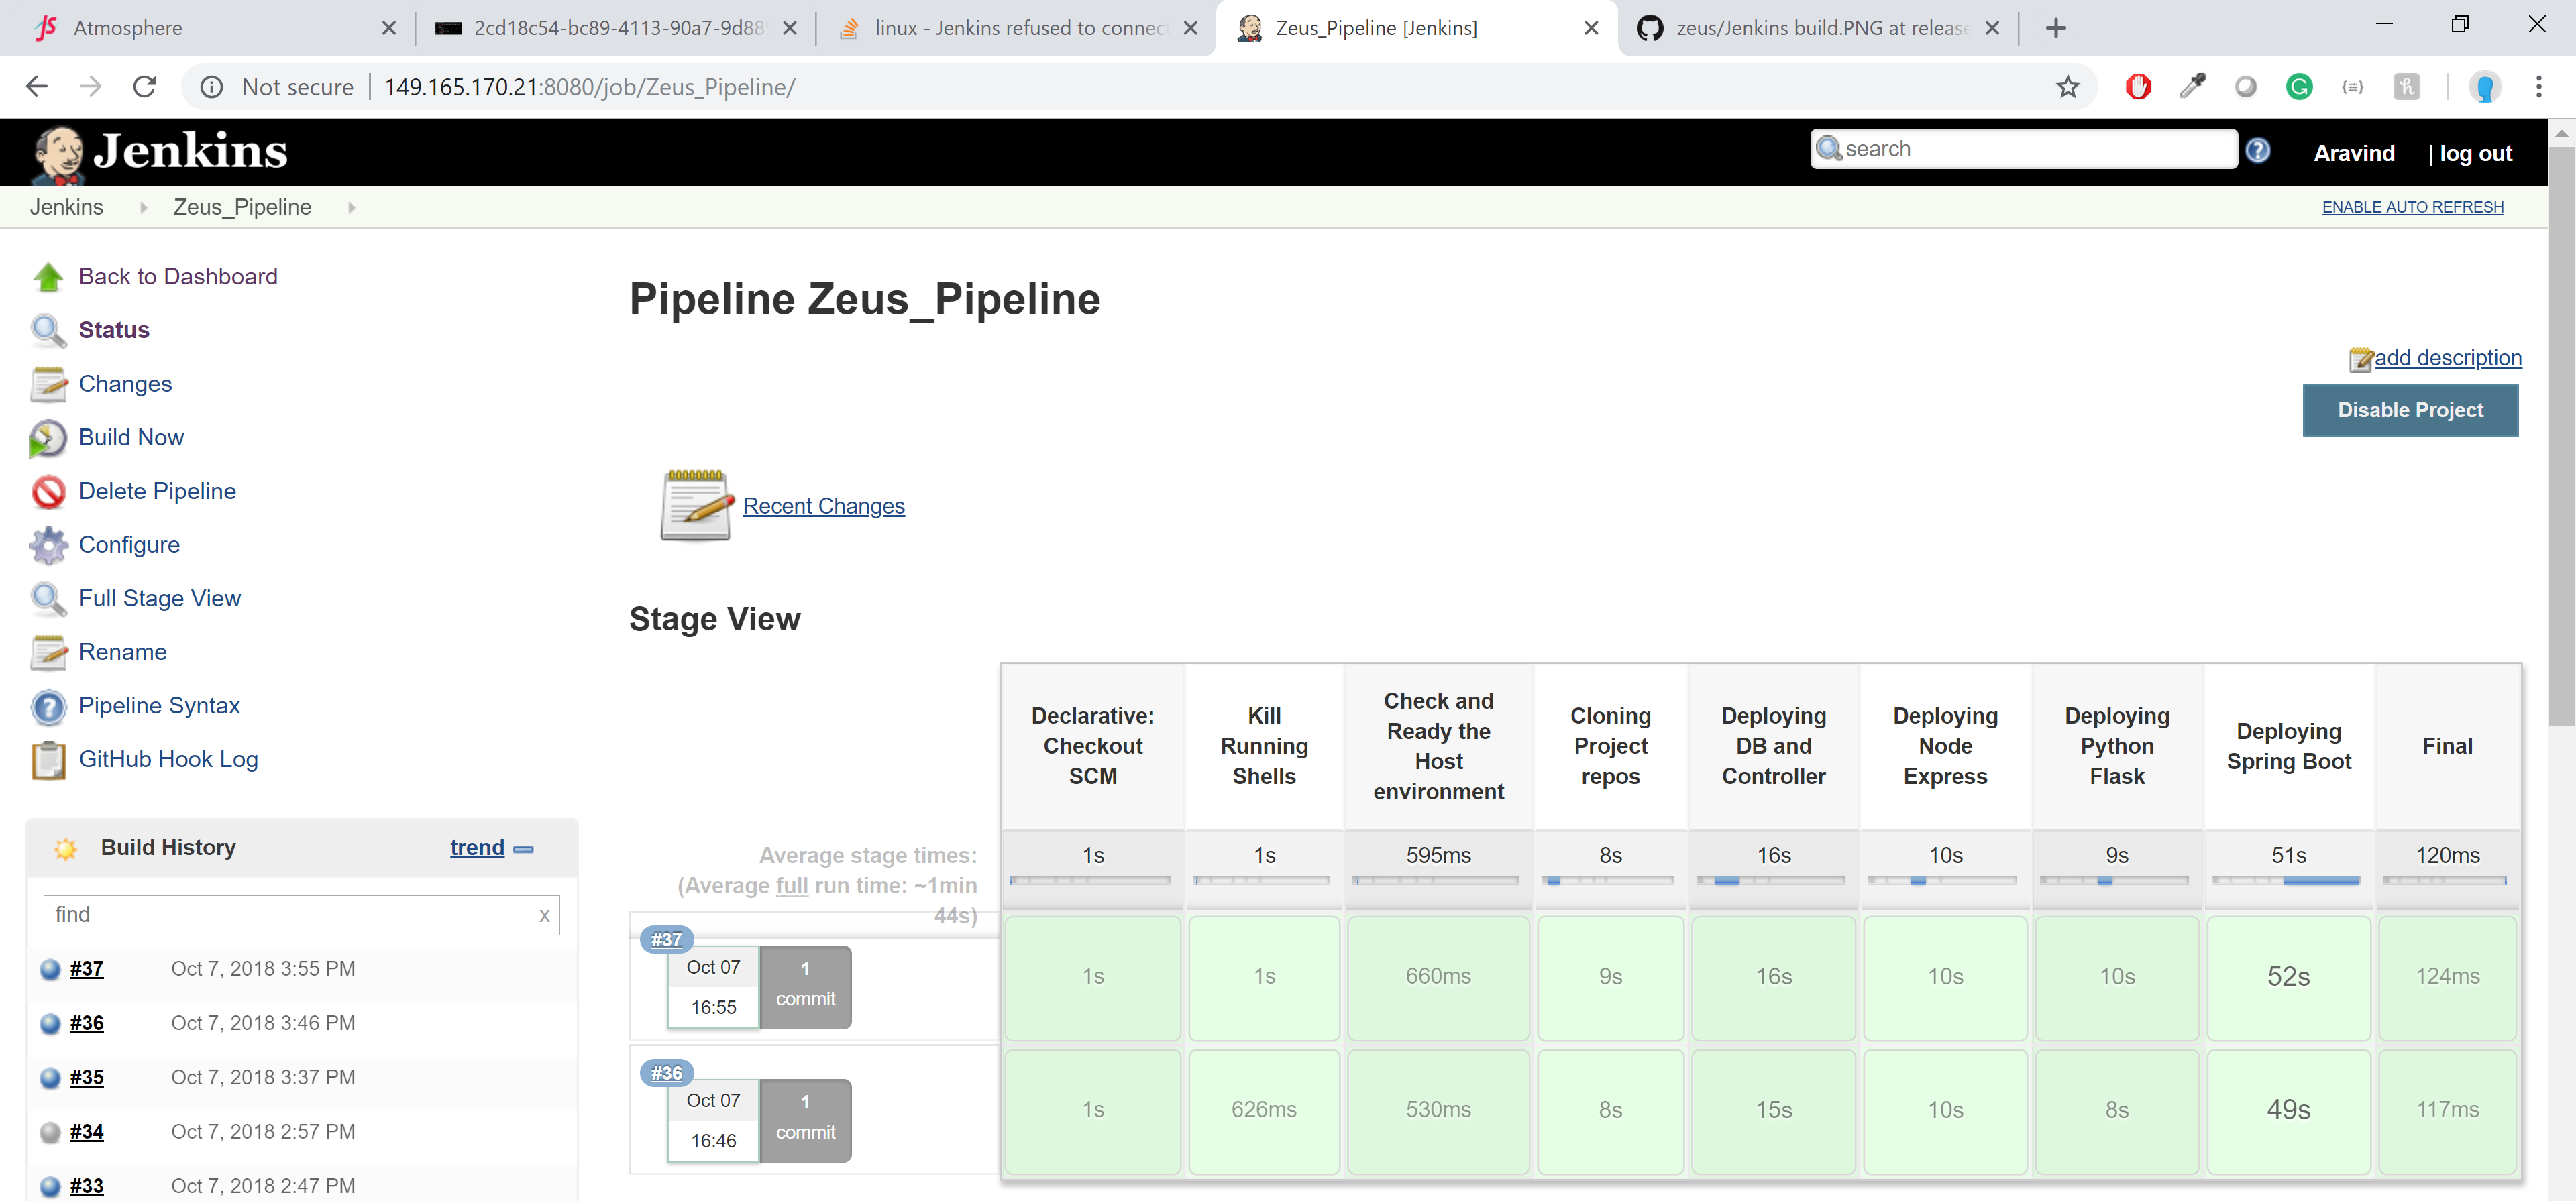 Atmosphere
2cd18c54-bc89-4113-90a7-9d88
linux - Jenkins refused to connect
Zeus_Pipeline [Jenkins]
zeus/Jenkins build.PNG at release
Not secure | 149.165.170.21:8080/job/Zeus_Pipeline/
Jenkins
search
Aravind
| log out
Jenkins
Zeus_Pipeline
ENABLE AUTO REFRESH
Back to Dashboard
Status
Changes
Build Now
Delete Pipeline
Configure
Full Stage View
Rename
Pipeline Syntax
GitHub Hook Log
Build History
trend
find
x
#37 Oct 7, 2018 3:55 PM
#36 Oct 7, 2018 3:46 PM
#35 Oct 7, 2018 3:37 PM
#34 Oct 7, 2018 2:57 PM
#33 Oct 7, 2018 2:47 PM
Pipeline Zeus_Pipeline
add description
Disable Project
Recent Changes
Stage View
Declarative:
Checkout
SCM
Kill
Running
Shells
Check and
Ready the
Host
environment
Cloning
Project
repos
Deploying
DB and
Controller
Deploying
Node
Express
Deploying
Python
Flask
Deploying
Spring Boot
Final
Average stage times:
(Average full run time: ~1min
44s)
1s 1s 595ms 8s 16s 10s 9s 51s 120ms
#37
Oct 07
16:55
1
commit
1s 1s 660ms 9s 16s 10s 10s 52s 124ms
#36
Oct 07
16:46
1
commit
1s 626ms 530ms 8s 15s 10s 8s 49s 117ms